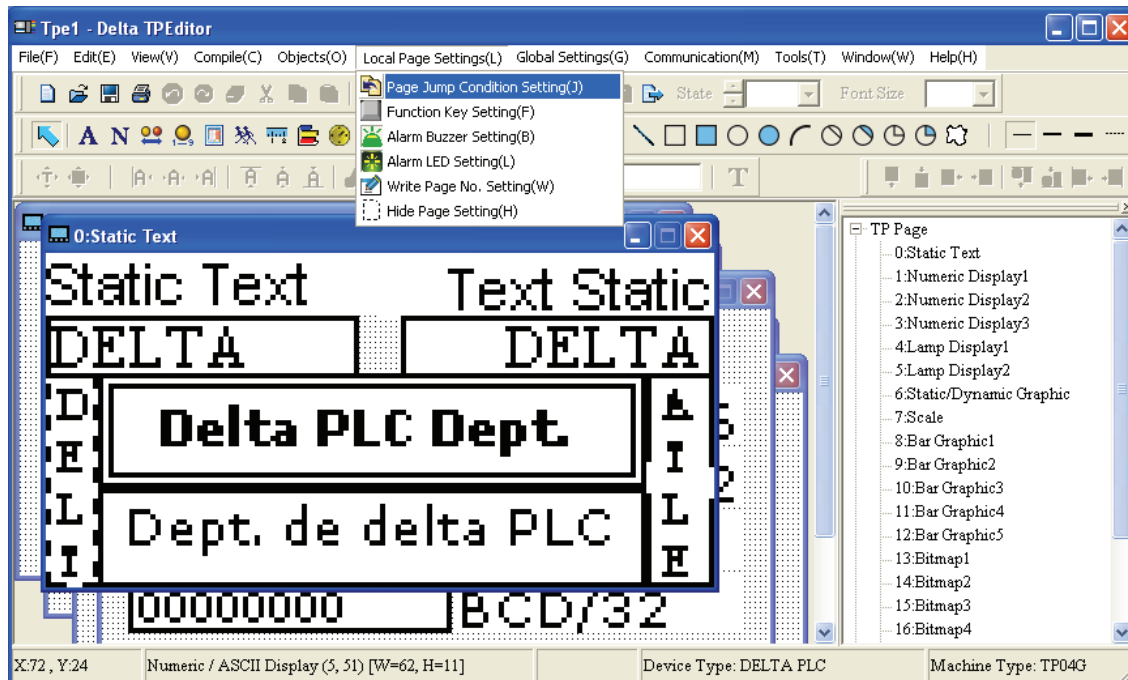 Tpe1 - Delta TPEditor
File(F) Edit(E) View(V) Compile(C) Objects(O) Local Page Settings(L) Global Settings(G) Communication(M) Tools(T) Window(W) Help(H)
Page Jump Condition Setting(J)
Function Key Setting(F)
Alarm Buzzer Setting(B)
Alarm LED Setting(L)
Write Page No. Setting(W)
Hide Page Setting(H)
State Font Size
0:Static Text
Static Text Text Static
DELTA DELTA
Delta PLC Dept.
Dept. de delta PLC
00000000 BCD/32
TP Page
0:Static Text
1:Numeric Display1
2:Numeric Display2
3:Numeric Display3
4:Lamp Display1
5:Lamp Display2
6:Static/Dynamic Graphic
7:Scale
8:Bar Graphic1
9:Bar Graphic2
10:Bar Graphic3
11:Bar Graphic4
12:Bar Graphic5
13:Bitmap1
14:Bitmap2
15:Bitmap3
16:Bitmap4
X:72 , Y:24 Numeric / ASCII Display (5, 51) [W=62, H=11] Device Type: DELTA PLC Machine Type: TP04G